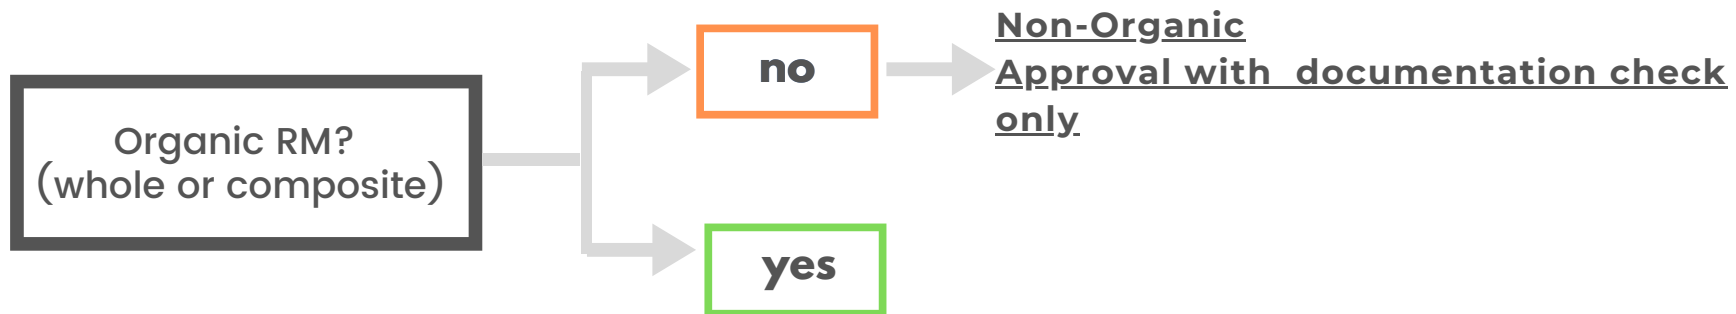 Organic RM?
(whole or composite)
no
Non-Organic
Approval with documentation check
only
yes